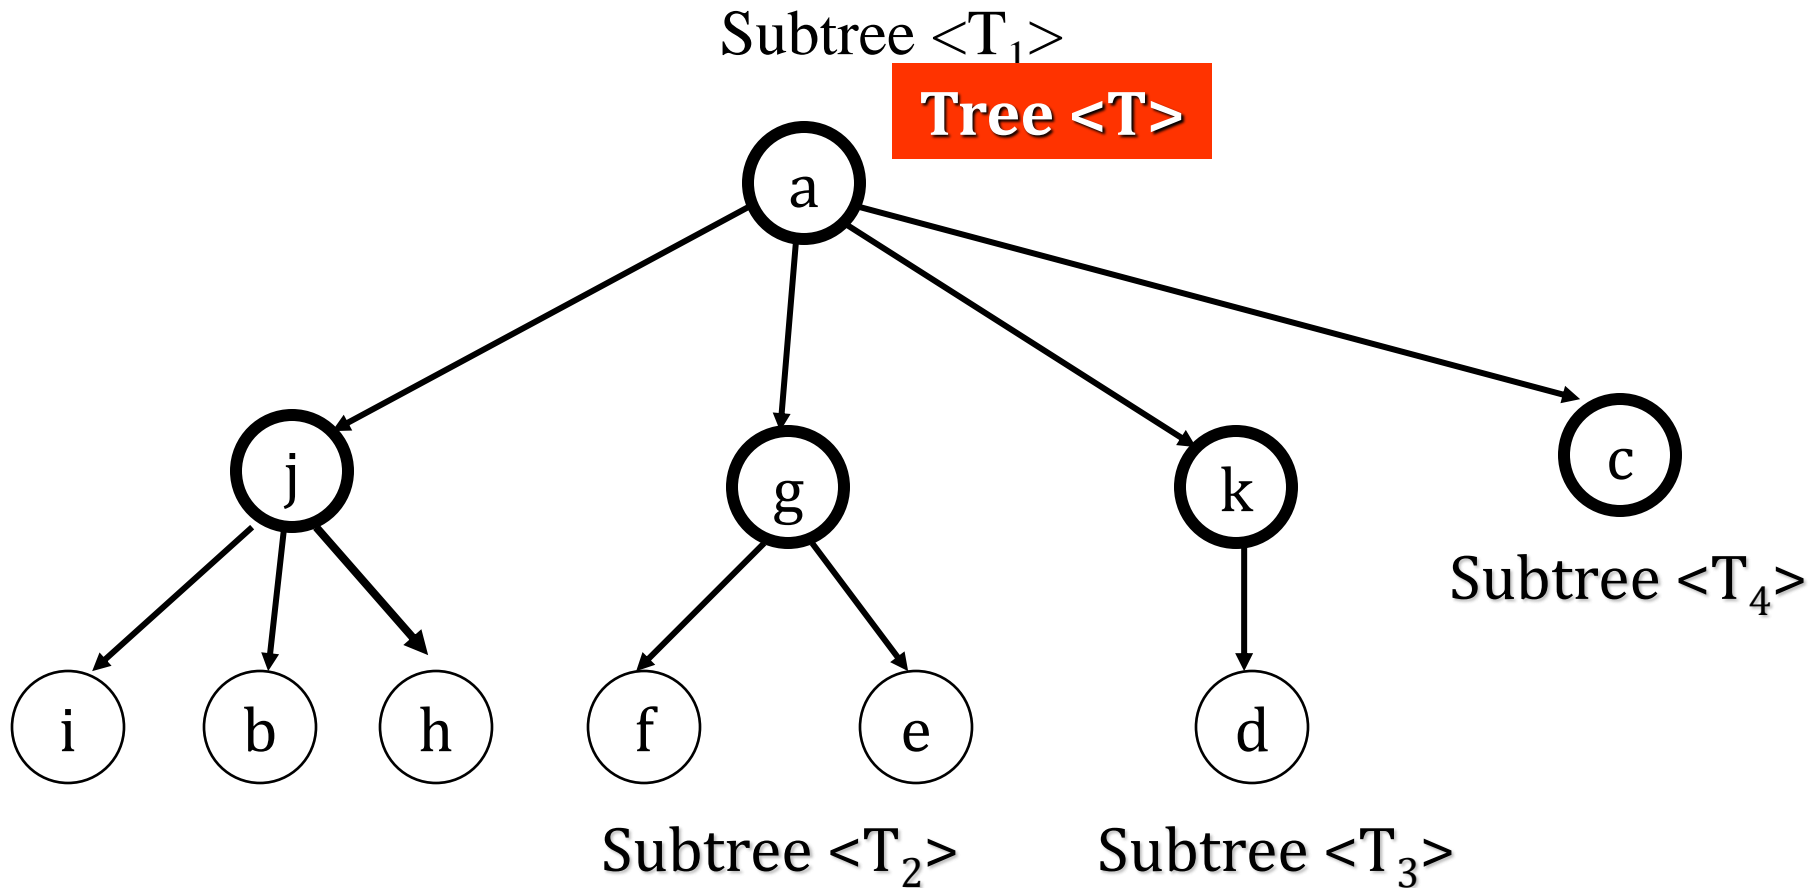 Subtree <T₁>
Tree <T>
a
j
g
k
c
Subtree <T₄>
i
b
h
f
e
d
Subtree <T₂>
Subtree <T₃>